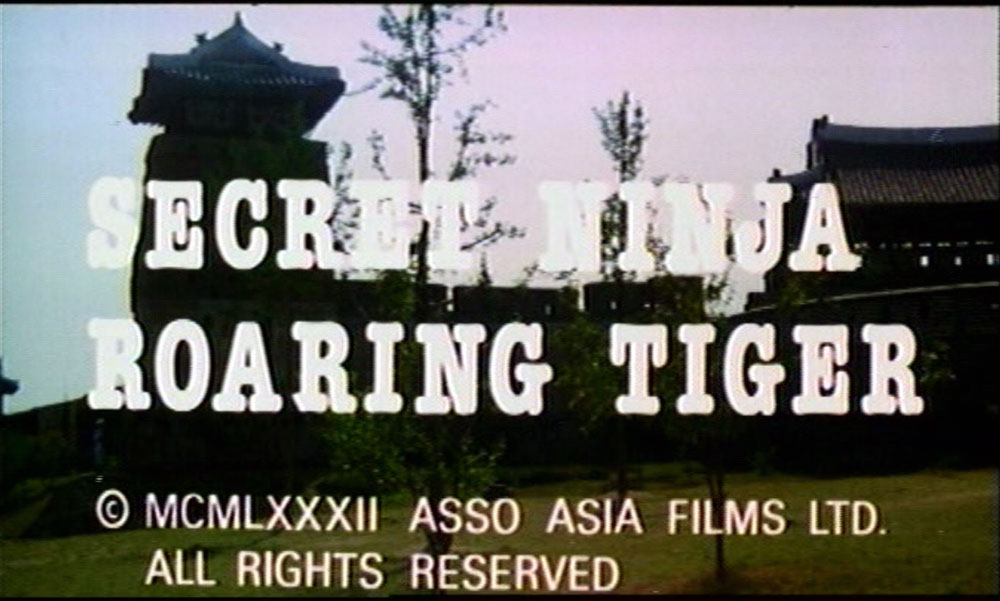 SECRET NINJA
ROARING TIGER
© MCMLXXXII ASSO ASIA FILMS LTD.
ALL RIGHTS RESERVED